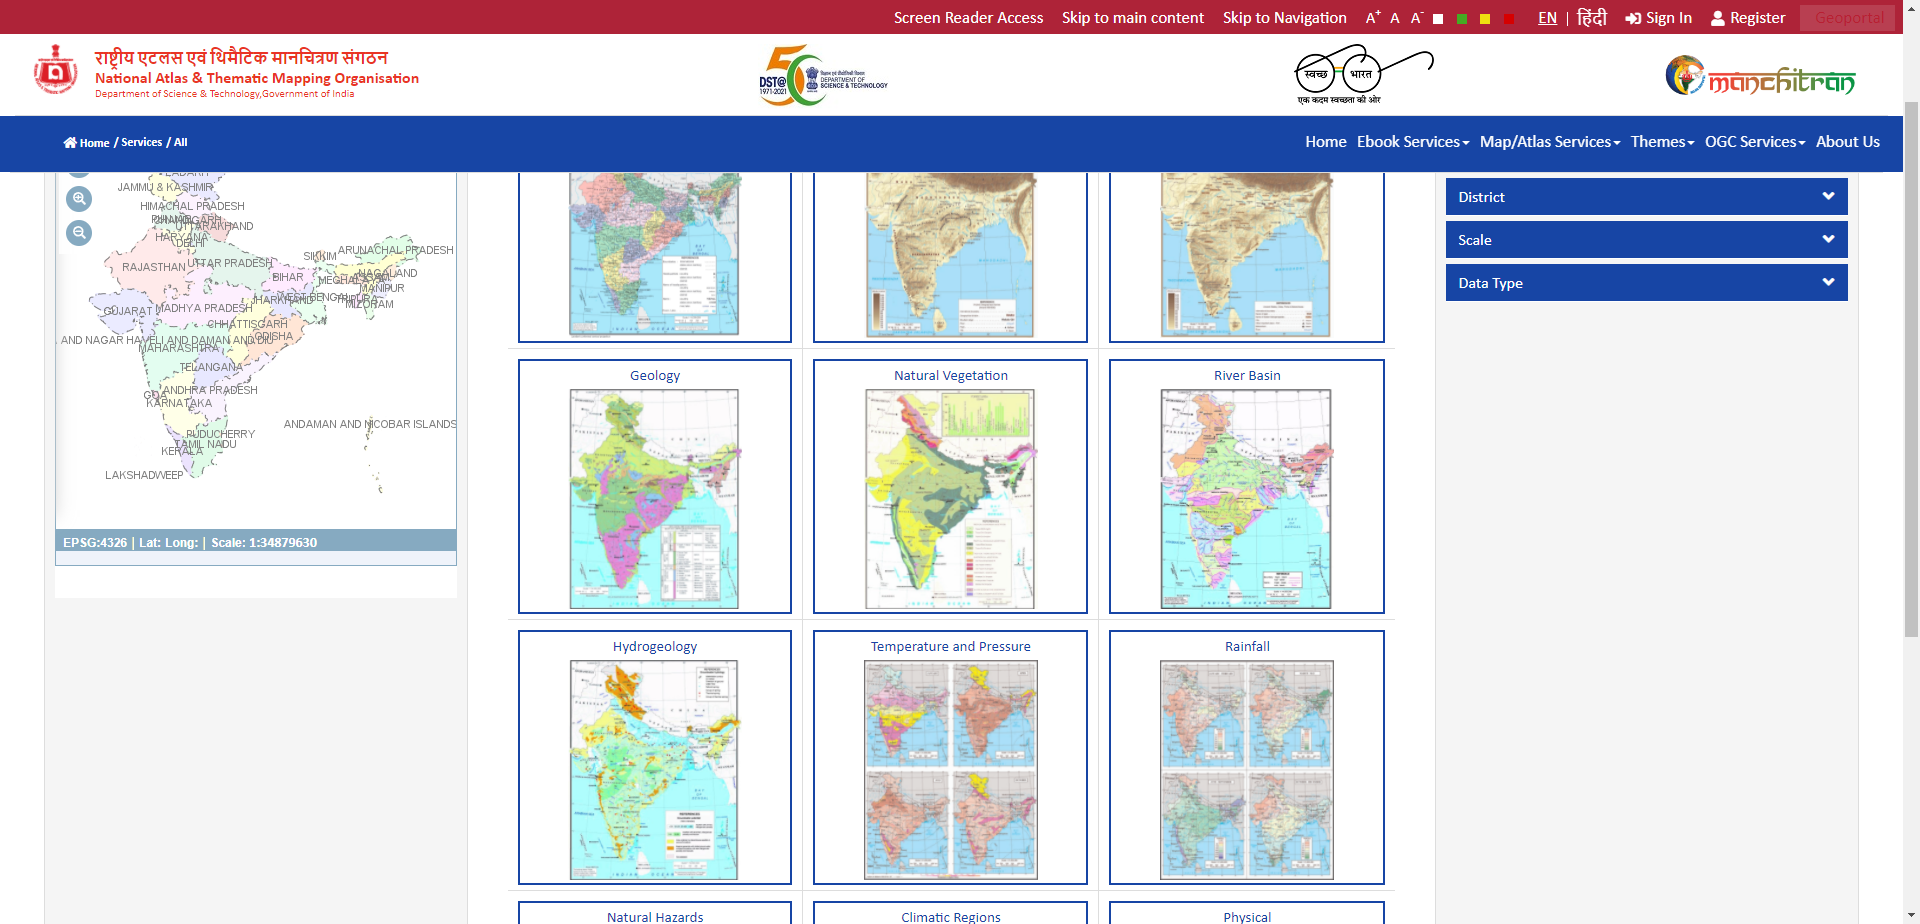 Screen Reader Access Skip to main content Skip to Navigation A+ A A- EN | हिंदी Sign In Register Geoportal
राष्ट्रीय एटलस एवं थिमैटिक मानचित्रण संगठन
National Atlas & Thematic Mapping Organisation
Department of Science & Technology,Government of India
DST@50
1971-2021
DEPARTMENT OF
SCIENCE & TECHNOLOGY
स्वच्छ भारत
एक कदम स्वच्छता की ओर
manchitran
Home / Services / All
Home Ebook Services Map/Atlas Services Themes OGC Services About Us
JAMMU & KASHMIR
HIMACHAL PRADESH
UTTARAKHAND
HARYANA
DELHI
ARUNACHAL PRADESH
SIKKIM
RAJASTHAN
UTTAR PRADESH
BIHAR
NAGALAND
MEGHALAYA
MANIPUR
WEST BENGAL
TRIPURA
JHARKHAND
MIZORAM
GUJARAT
MADHYA PRADESH
CHHATTISGARH
ODISHA
AND NAGAR HAVELI AND DAMAN AND DIU
MAHARASHTRA
TELANGANA
ANDHRA PRADESH
GOA
KARNATAKA
ANDAMAN AND NICOBAR ISLANDS
PUDUCHERRY
TAMIL NADU
KERALA
LAKSHADWEEP
EPSG:4326 | Lat: Long: | Scale: 1:34879630
Geology
Natural Vegetation
River Basin
Hydrogeology
Temperature and Pressure
Rainfall
Natural Hazards
Climatic Regions
Physical
District
Scale
Data Type